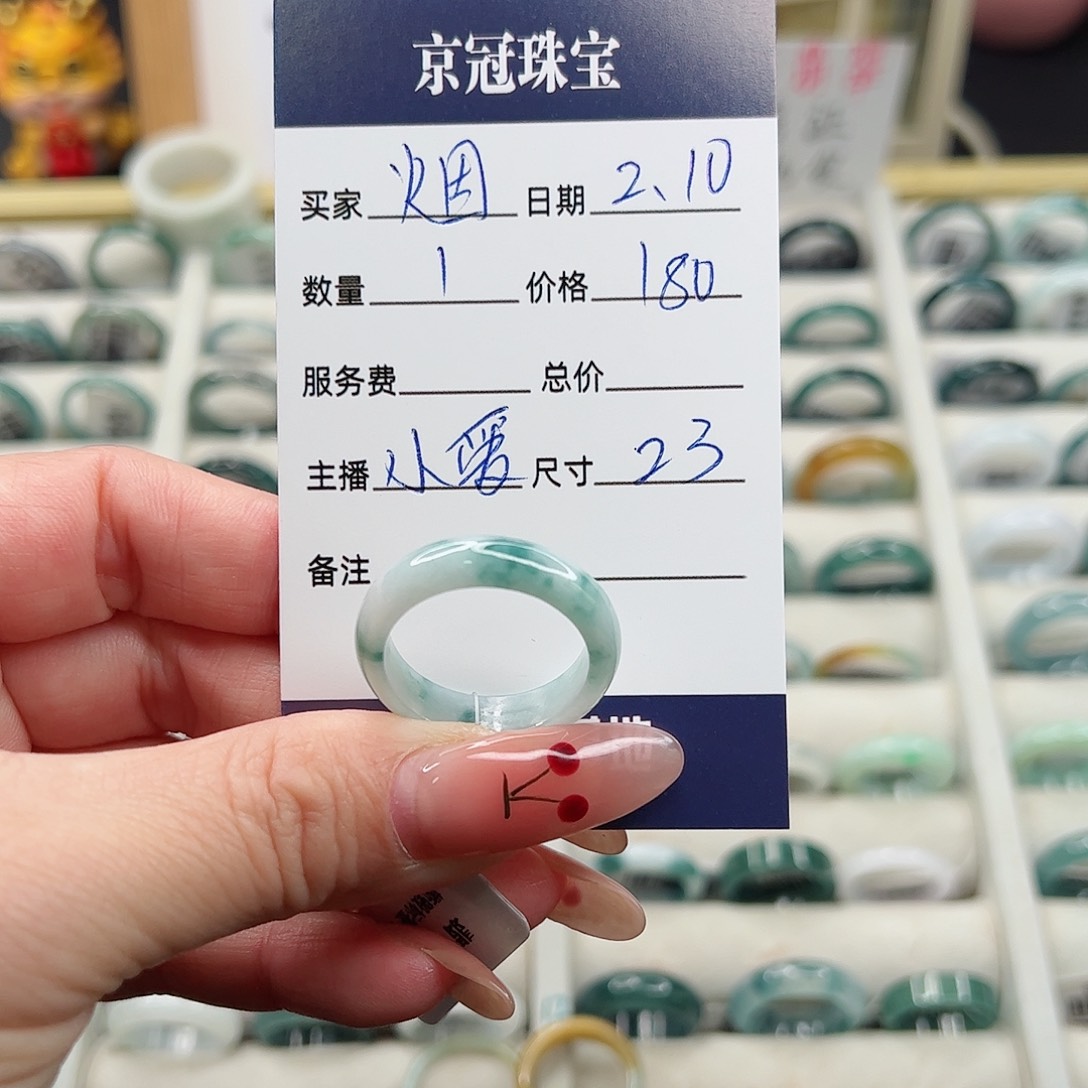 京冠珠宝
买家 烟 日期 2、10
数量 1 价格 180
服务费 总价
主播 小爱 尺寸 23
备注